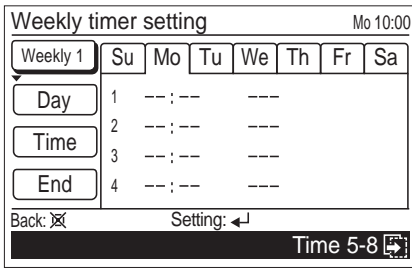 Weekly timer setting Mo 10:00
Weekly 1 Su Mo Tu We Th Fr Sa
Day 1 --:-- ---
2 --:-- ---
Time
3 --:-- ---
End 4 --:-- ---
Back: Setting:
Time 5-8